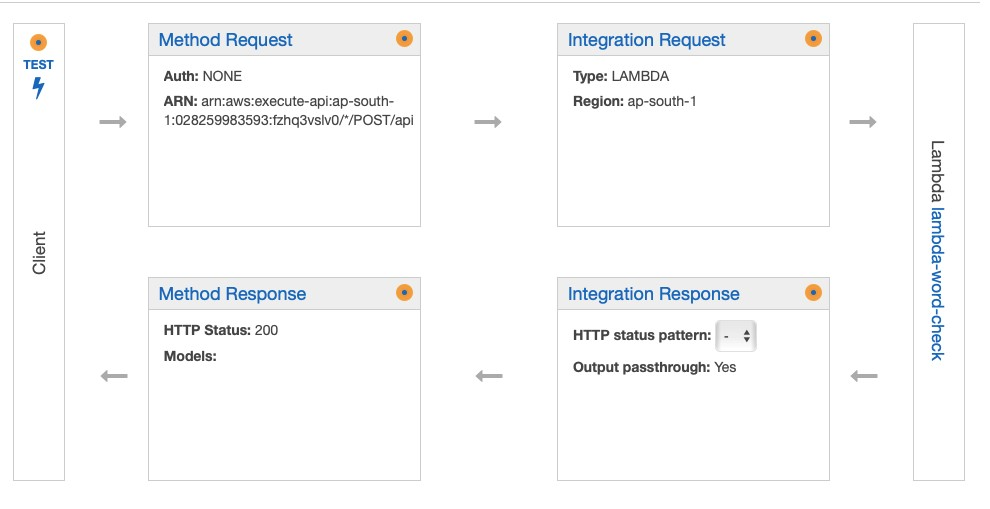 TEST
Client
Method Request
Auth: NONE
ARN: arn:aws:execute-api:ap-south-
1:028259983593:fzhq3vslv0/*/POST/api
Integration Request
Type: LAMBDA
Region: ap-south-1
Lambda lambda-word-check
Method Response
HTTP Status: 200
Models:
Integration Response
HTTP status pattern: -
Output passthrough: Yes